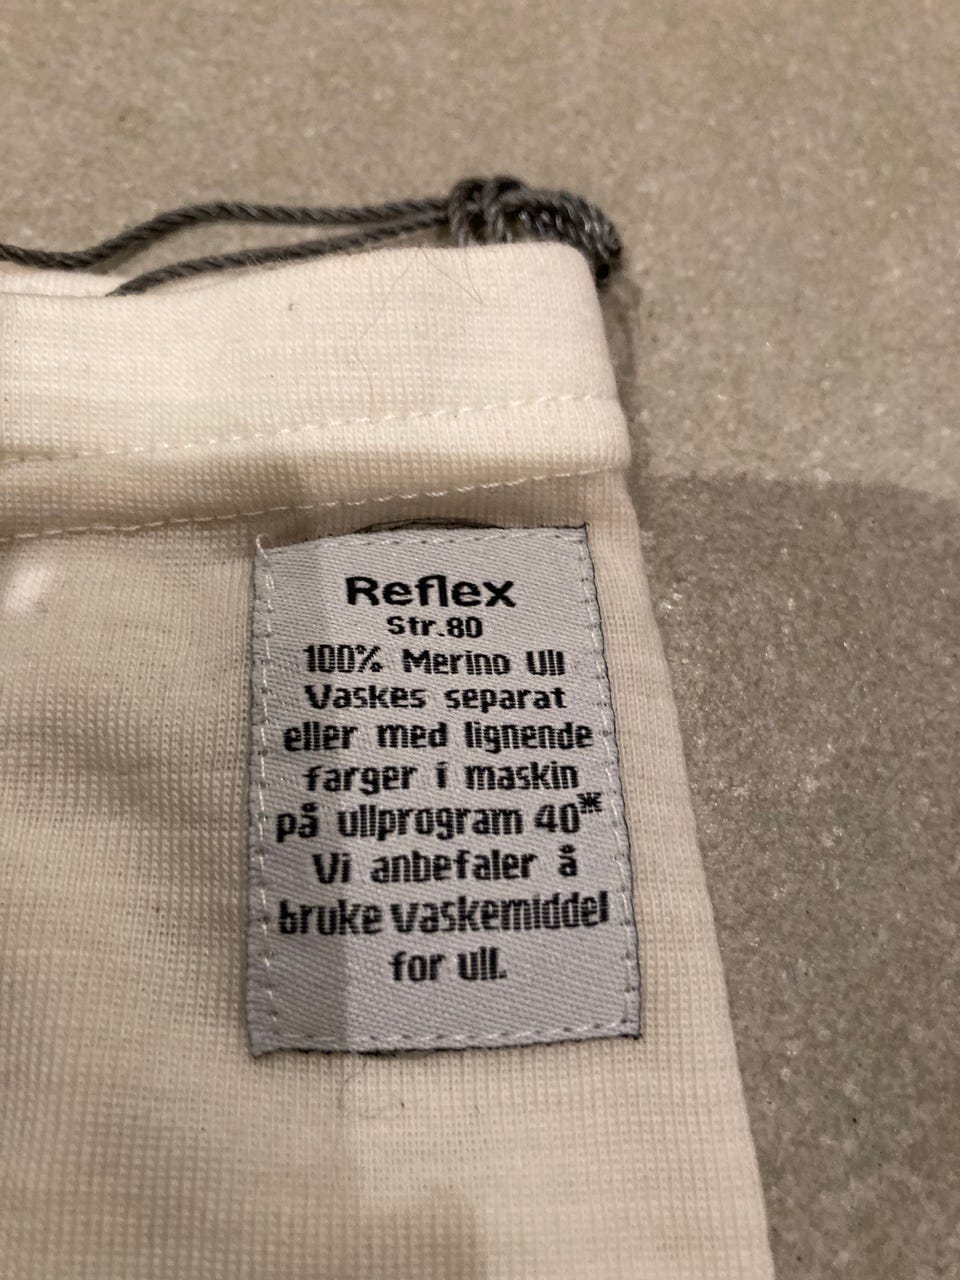 Reflex
Str.80
100% Merino Ull
Vaskes separat
eller med lignende
farger i maskin
på ullprogram 40*
Vi anbefaler å
bruke vaskemiddel
for ull.